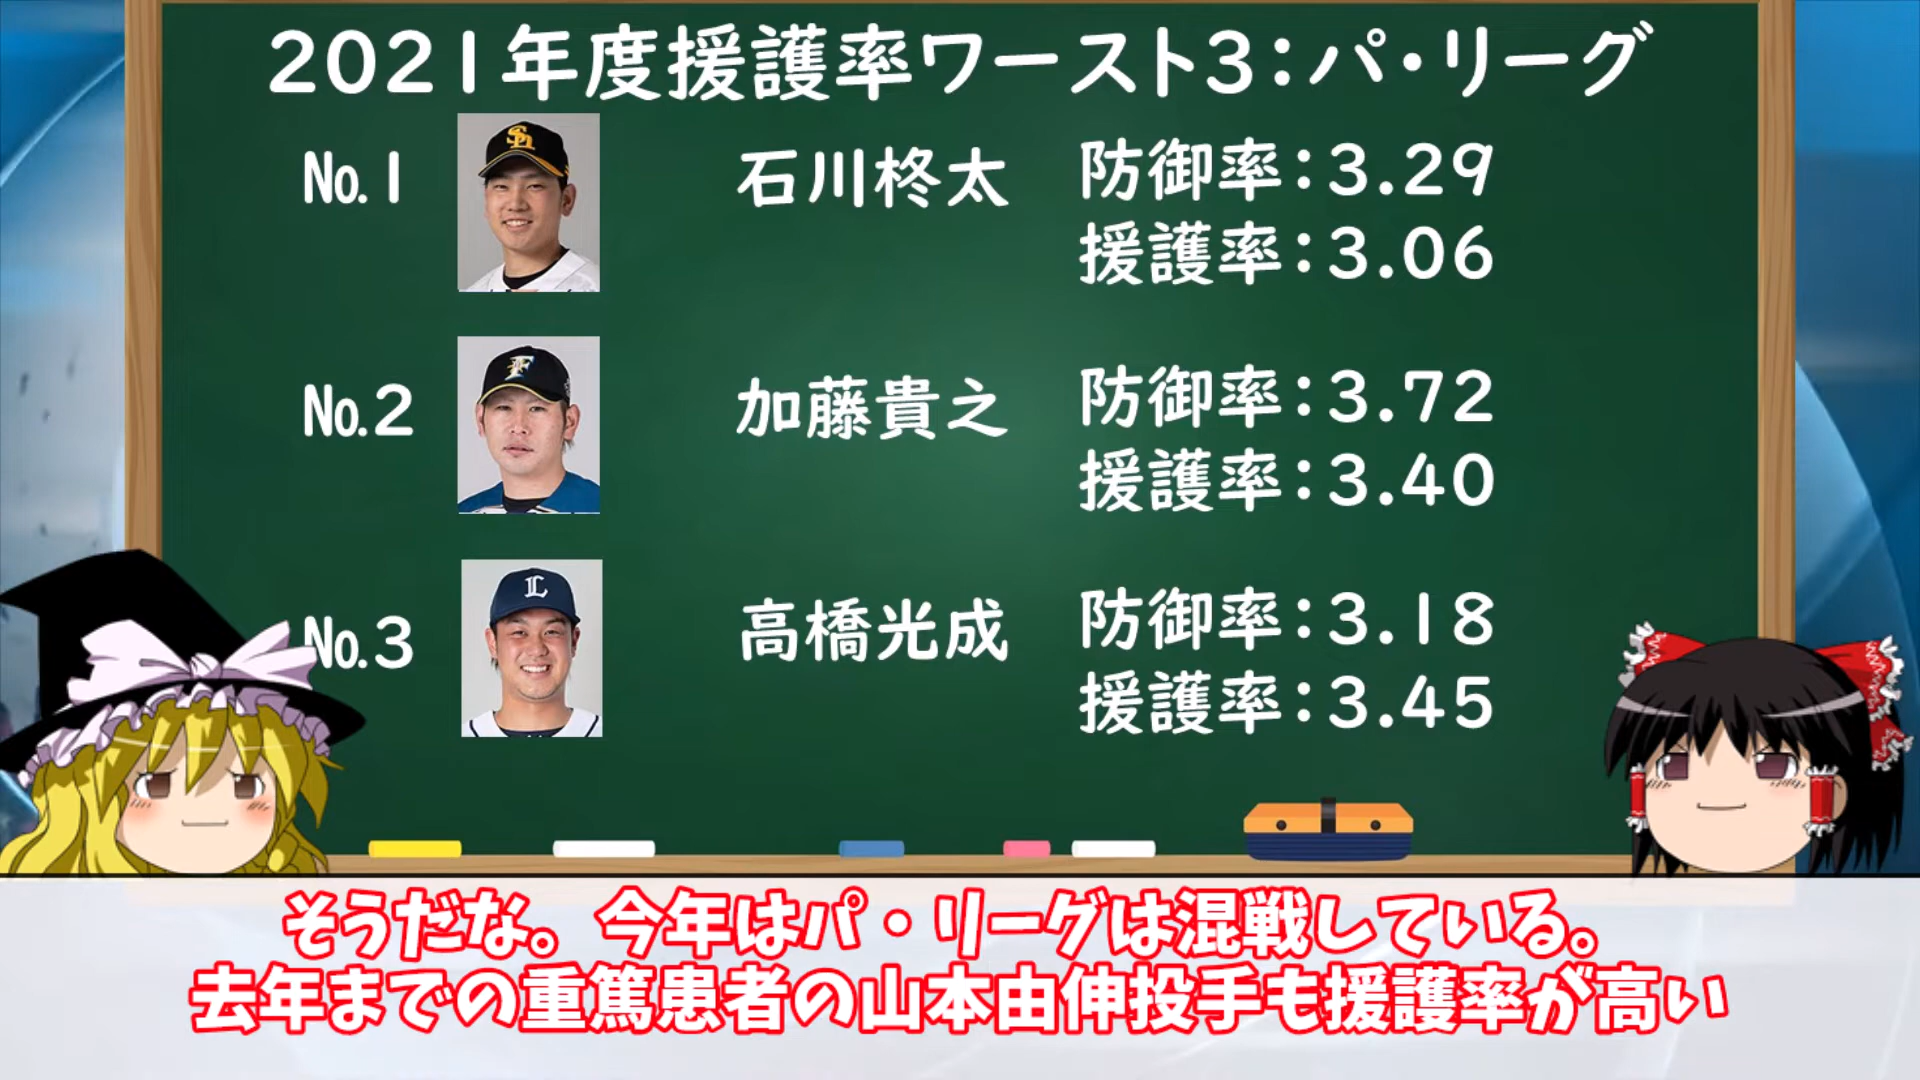 2021年度援護率ワースト3：パ・リーグ
No.1
石川柊太
防御率：3.29
援護率：3.06
No.2
加藤貴之
防御率：3.72
援護率：3.40
No.3
高橋光成
防御率：3.18
援護率：3.45
そうだな。今年はパ・リーグは混戦している。
去年までの重篤患者の山本由伸投手も援護率が高い